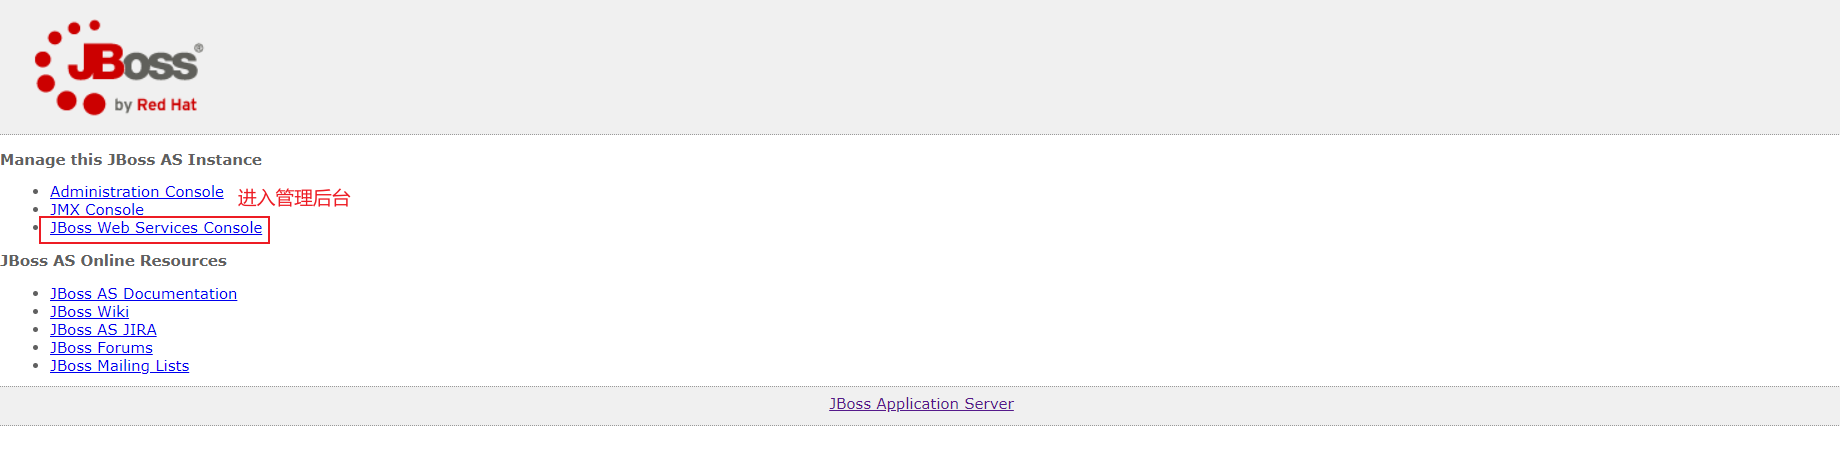 JBoss®
by Red Hat
Manage this JBoss AS Instance
Administration Console 进入管理后台
JMX Console
JBoss Web Services Console
JBoss AS Online Resources
JBoss AS Documentation
JBoss Wiki
JBoss AS JIRA
JBoss Forums
JBoss Mailing Lists
JBoss Application Server